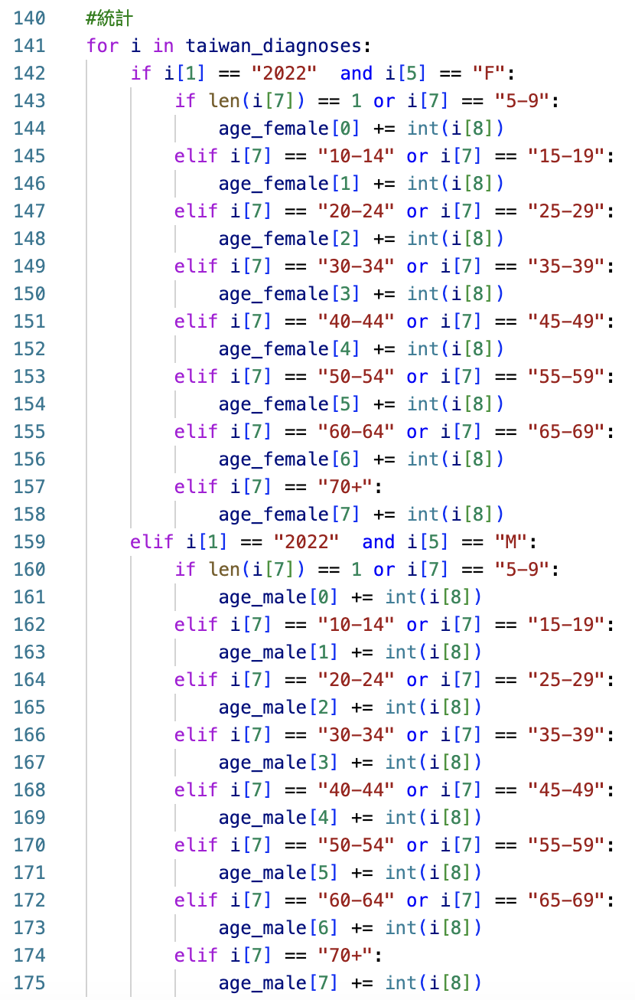 140 #統計
141 for i in taiwan_diagnoses:
142     if i[1] == "2022"  and i[5] == "F":
143         if len(i[7]) == 1 or i[7] == "5-9":
144             age_female[0] += int(i[8])
145         elif i[7] == "10-14" or i[7] == "15-19":
146             age_female[1] += int(i[8])
147         elif i[7] == "20-24" or i[7] == "25-29":
148             age_female[2] += int(i[8])
149         elif i[7] == "30-34" or i[7] == "35-39":
150             age_female[3] += int(i[8])
151         elif i[7] == "40-44" or i[7] == "45-49":
152             age_female[4] += int(i[8])
153         elif i[7] == "50-54" or i[7] == "55-59":
154             age_female[5] += int(i[8])
155         elif i[7] == "60-64" or i[7] == "65-69":
156             age_female[6] += int(i[8])
157         elif i[7] == "70+":
158             age_female[7] += int(i[8])
159     elif i[1] == "2022"  and i[5] == "M":
160         if len(i[7]) == 1 or i[7] == "5-9":
161             age_male[0] += int(i[8])
162         elif i[7] == "10-14" or i[7] == "15-19":
163             age_male[1] += int(i[8])
164         elif i[7] == "20-24" or i[7] == "25-29":
165             age_male[2] += int(i[8])
166         elif i[7] == "30-34" or i[7] == "35-39":
167             age_male[3] += int(i[8])
168         elif i[7] == "40-44" or i[7] == "45-49":
169             age_male[4] += int(i[8])
170         elif i[7] == "50-54" or i[7] == "55-59":
171             age_male[5] += int(i[8])
172         elif i[7] == "60-64" or i[7] == "65-69":
173             age_male[6] += int(i[8])
174         elif i[7] == "70+":
175             age_male[7] += int(i[8])